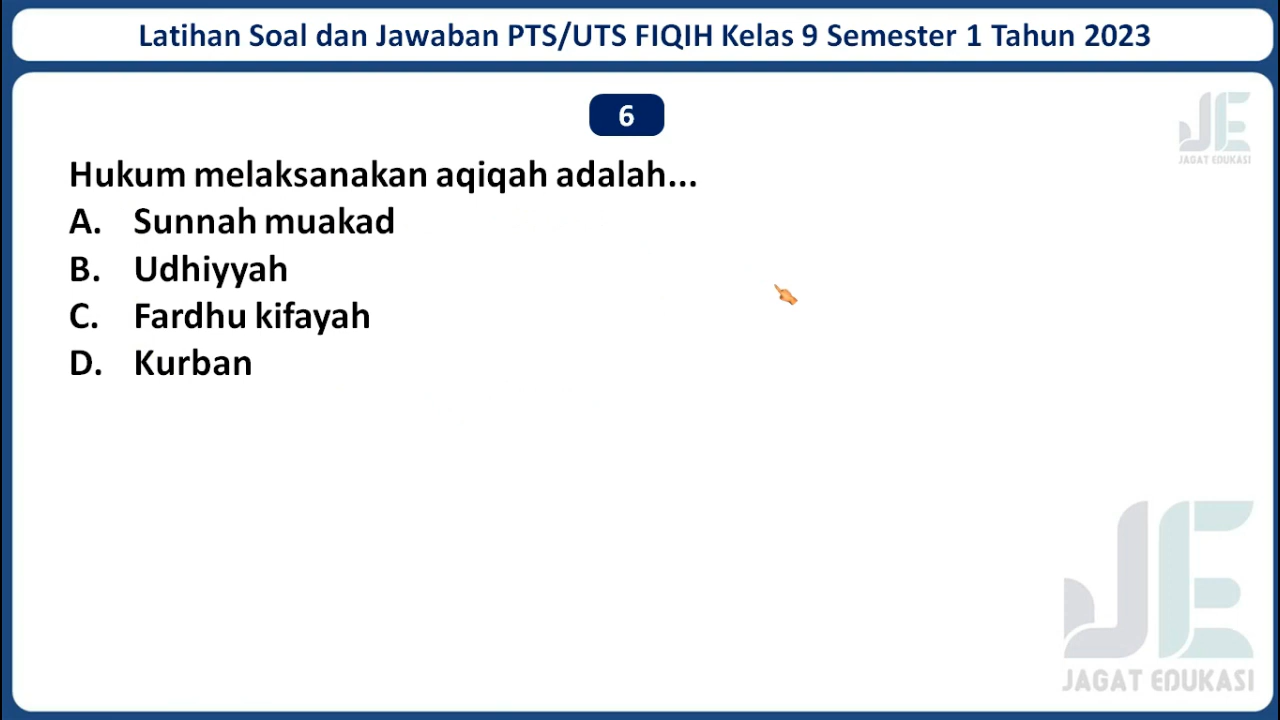 Latihan Soal dan Jawaban PTS/UTS FIQIH Kelas 9 Semester 1 Tahun 2023
6
JAGAT EDUKASI
Hukum melaksanakan aqiqah adalah...
A. Sunnah muakad
B. Udhiyyah
C. Fardhu kifayah
D. Kurban
JAGAT EDUKASI